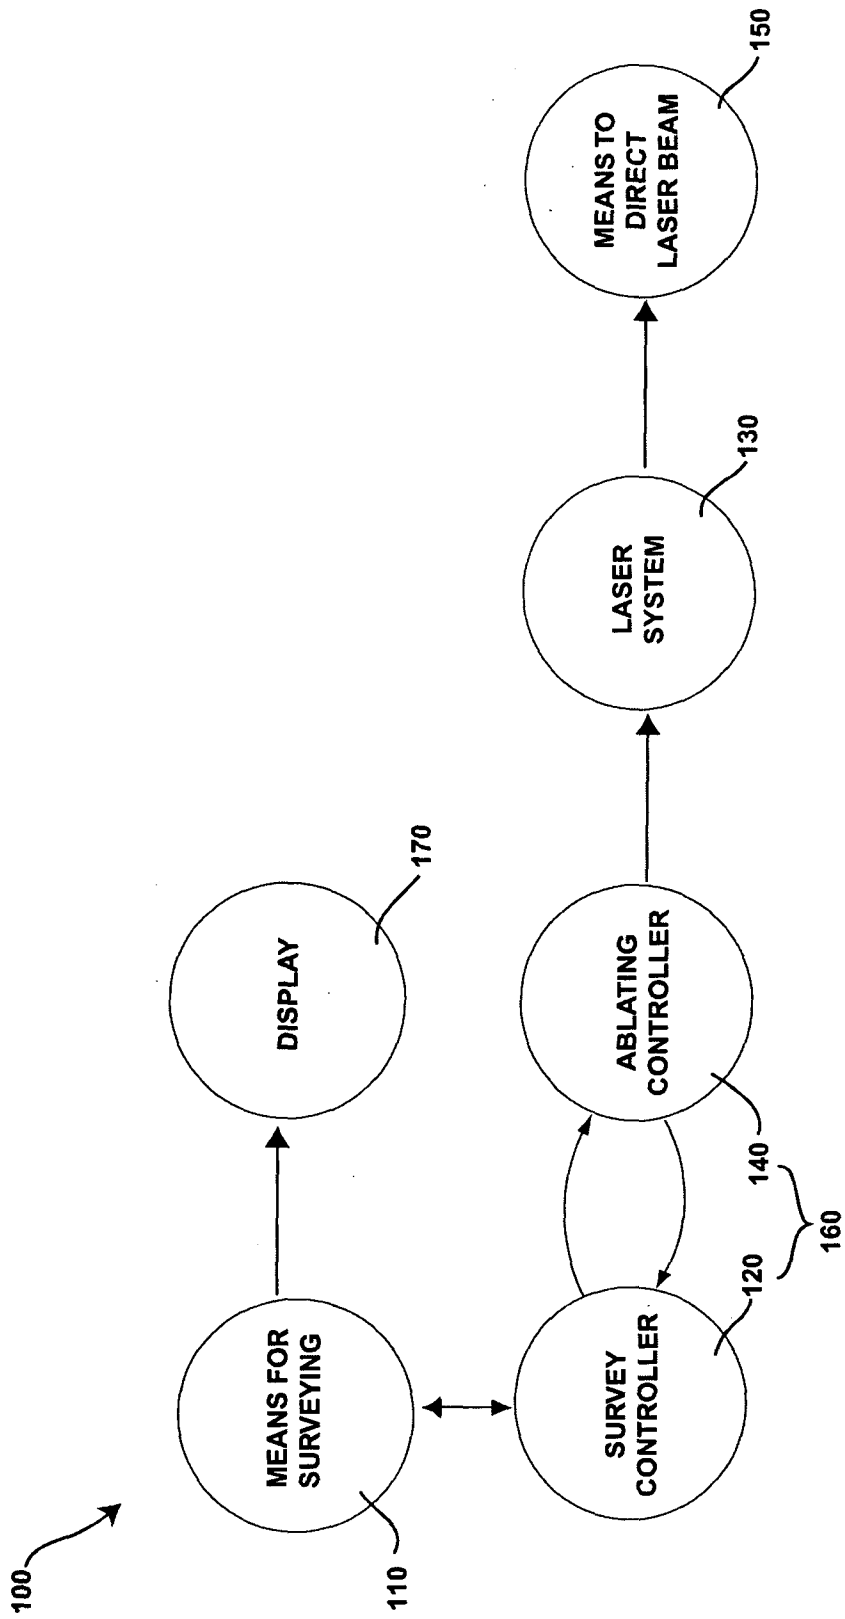 100
110
MEANS FOR
SURVEYING
DISPLAY
170
SURVEY
CONTROLLER
120
160
140
ABLATING
CONTROLLER
LASER
SYSTEM
130
MEANS TO
DIRECT
LASER BEAM
150